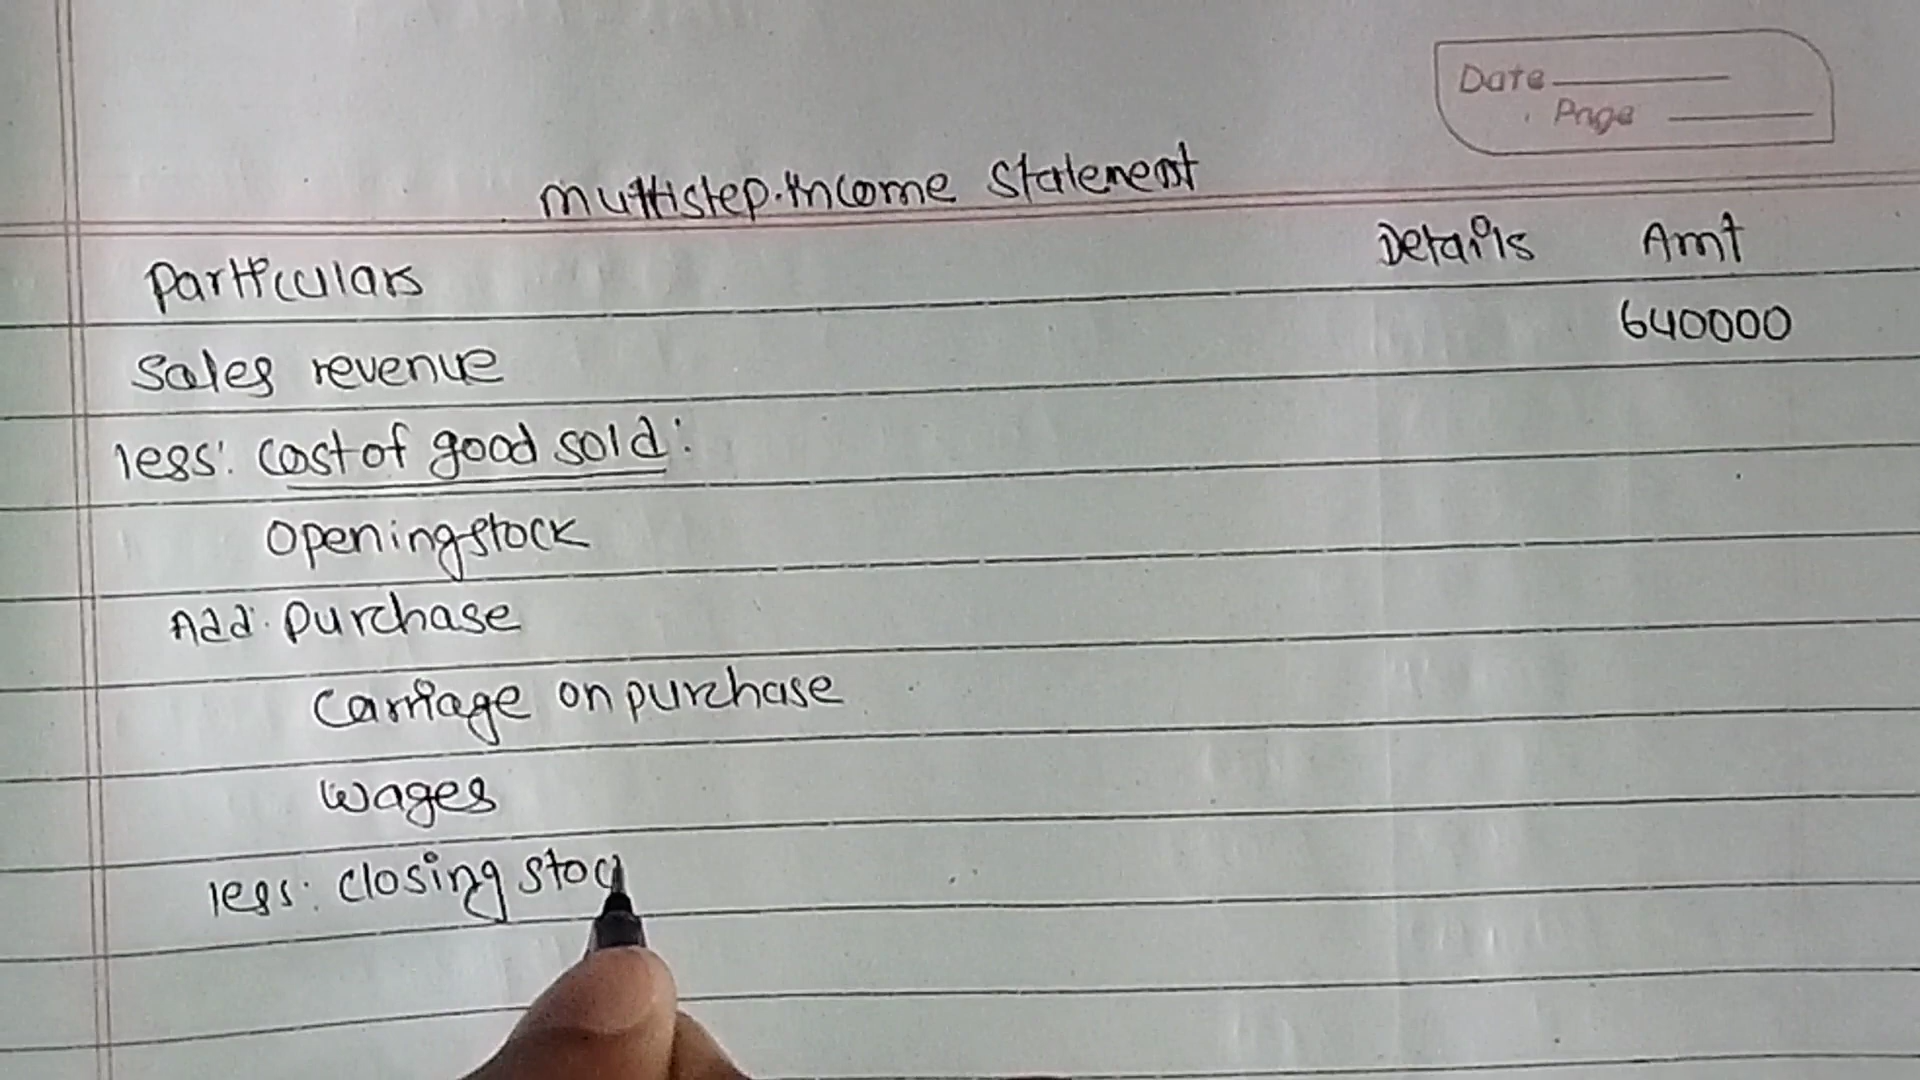 Date
Page
Multistep Income Statement
Particulars Details Amt
Sales revenue 640000
less: cost of good sold:
Opening stock
Add: purchase
Carriage on purchase
Wages
less: closing stoc